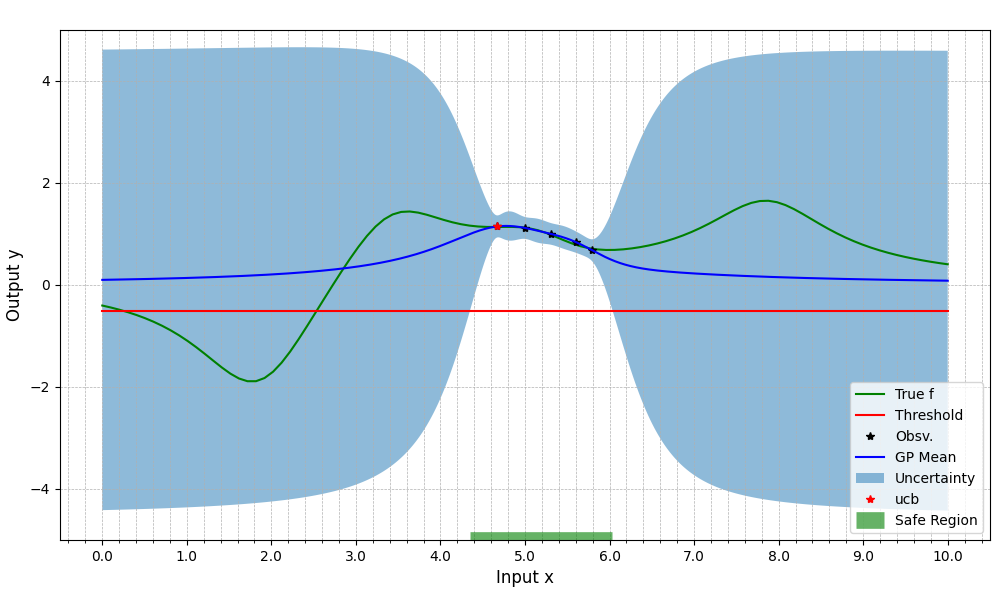 Output y
4
2
0
−2
−4
0.0 1.0 2.0 3.0 4.0 5.0 6.0 7.0 8.0 9.0 10.0
Input x
True f
Threshold
Obsv.
GP Mean
Uncertainty
ucb
Safe Region